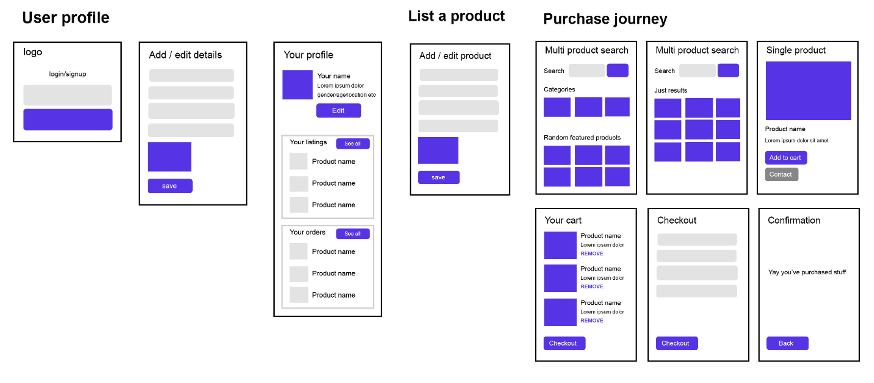 User profile
List a product
Purchase journey
logo
login/signup
Add / edit details
save
Your profile
Your name
Lorem ipsum dolor
gender/age/location etc
Edit
Your listings
See all
Product name
Product name
Product name
Your orders
See all
Product name
Product name
Product name
Add / edit product
save
Multi product search
Search
Categories
Random featured products
Multi product search
Search
Just results
Single product
Product name
Lorem ipsum dolor sit amut
Add to cart
Contact
Your cart
Product name
Lorem ipsum dolor
REMOVE
Product name
Lorem ipsum dolor
REMOVE
Product name
Lorem ipsum dolor
REMOVE
Checkout
Checkout
Checkout
Confirmation
Yay you've purchased stuff
Back